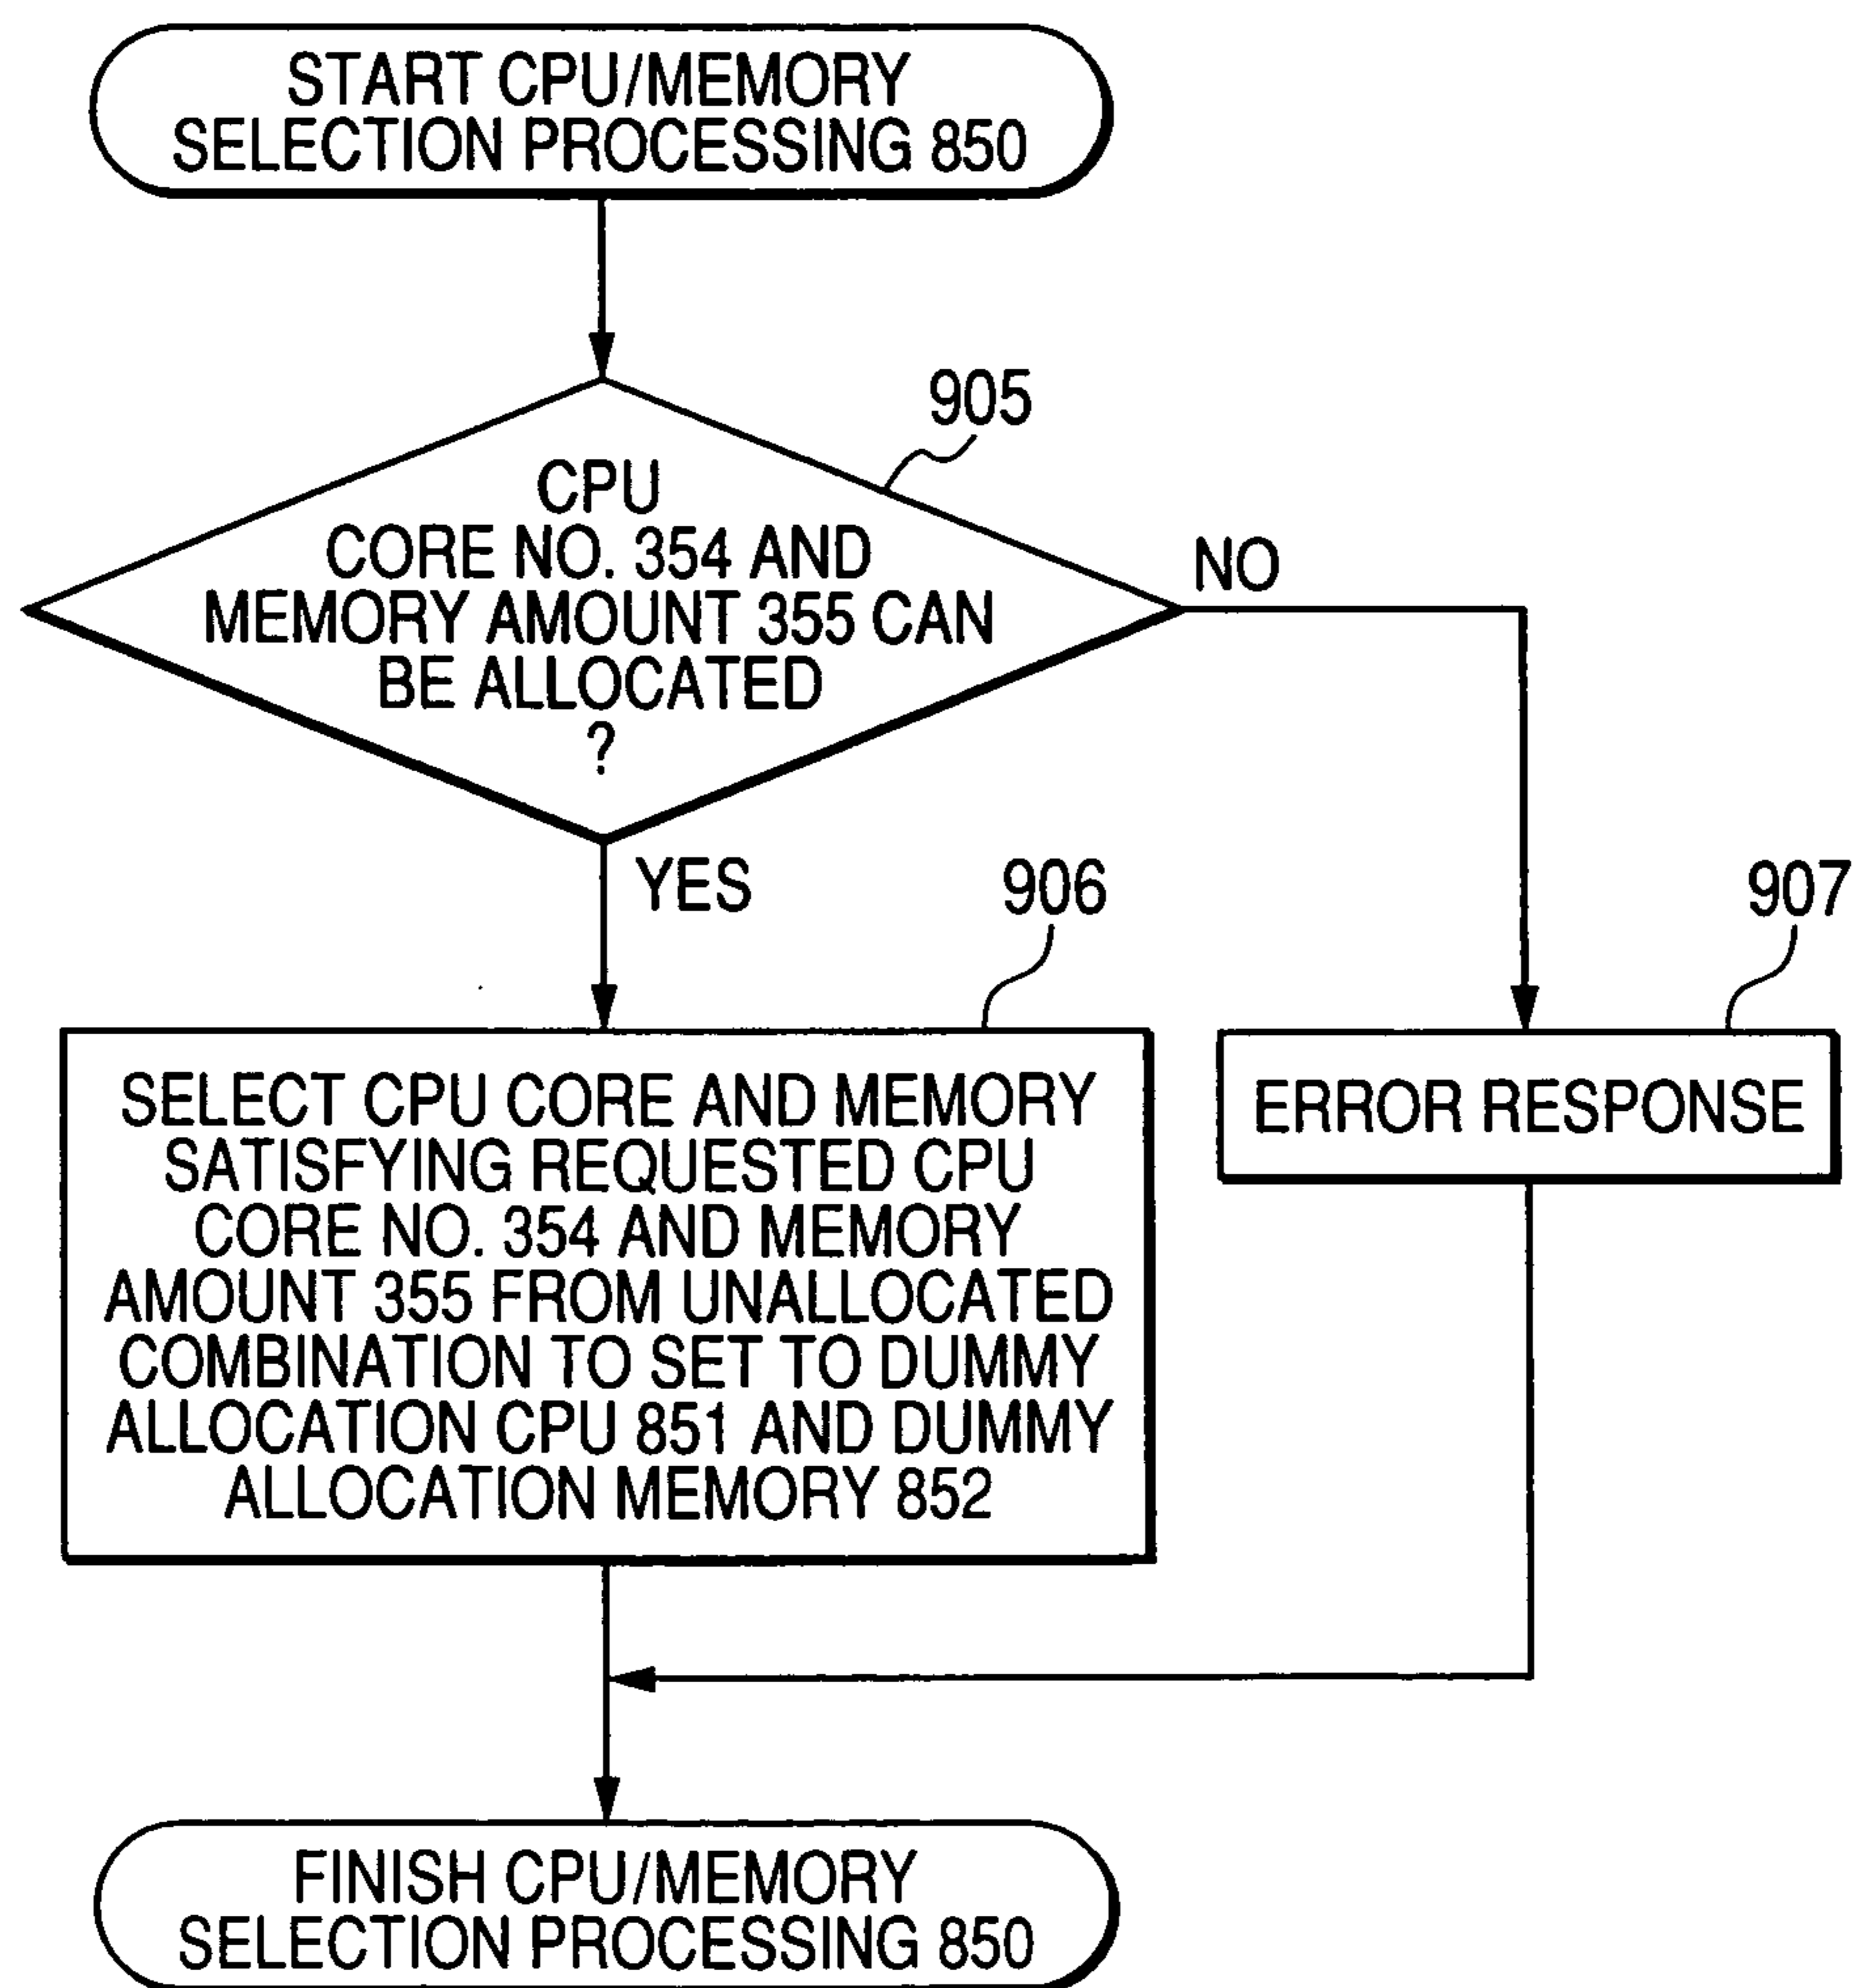 START CPU/MEMORY
SELECTION PROCESSING 850
905
CPU
CORE NO. 354 AND
MEMORY AMOUNT 355 CAN
BE ALLOCATED
?
NO
YES
906
907
SELECT CPU CORE AND MEMORY
SATISFYING REQUESTED CPU
CORE NO. 354 AND MEMORY
AMOUNT 355 FROM UNALLOCATED
COMBINATION TO SET TO DUMMY
ALLOCATION CPU 851 AND DUMMY
ALLOCATION MEMORY 852
ERROR RESPONSE
FINISH CPU/MEMORY
SELECTION PROCESSING 850